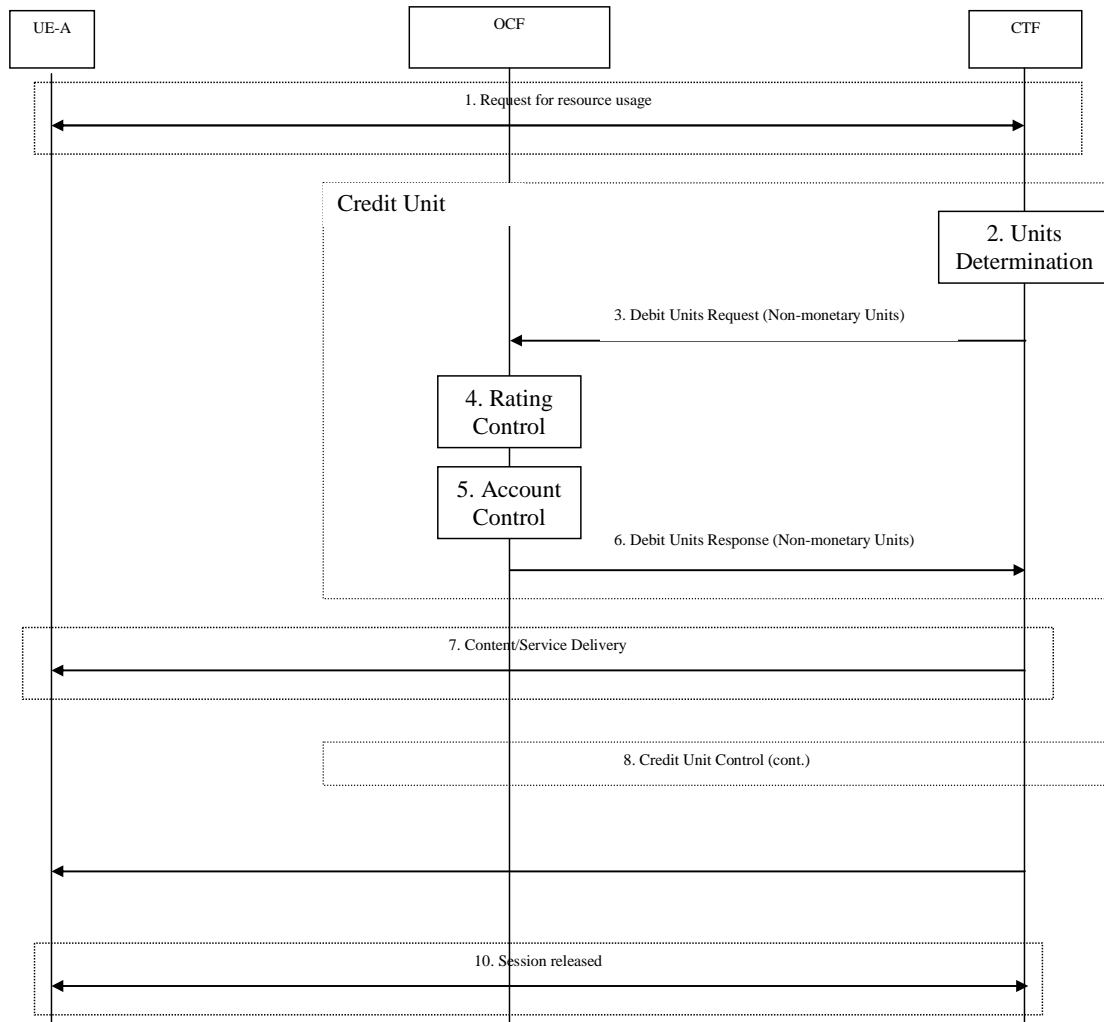 UE-A
OCF
CTF
1. Request for resource usage
Credit Unit
2. Units
Determination
3. Debit Units Request (Non-monetary Units)
4. Rating
Control
5. Account
Control
6. Debit Units Response (Non-monetary Units)
7. Content/Service Delivery
8. Credit Unit Control (cont.)
10. Session released